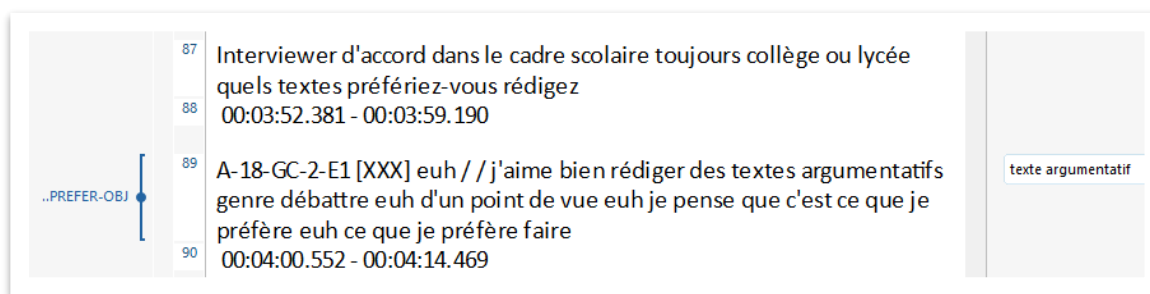 87 Interviewer d'accord dans le cadre scolaire toujours collège ou lycée
quels textes préfériez-vous rédigez
88 00:03:52.381 - 00:03:59.190
89 A-18-GC-2-E1 [XXX] euh / / j'aime bien rédiger des textes argumentatifs
texte argumentatif
..PREFER-OBJ genre débattre euh d'un point de vue euh je pense que c'est ce que je
préfère euh ce que je préfère faire
90 00:04:00.552 - 00:04:14.469